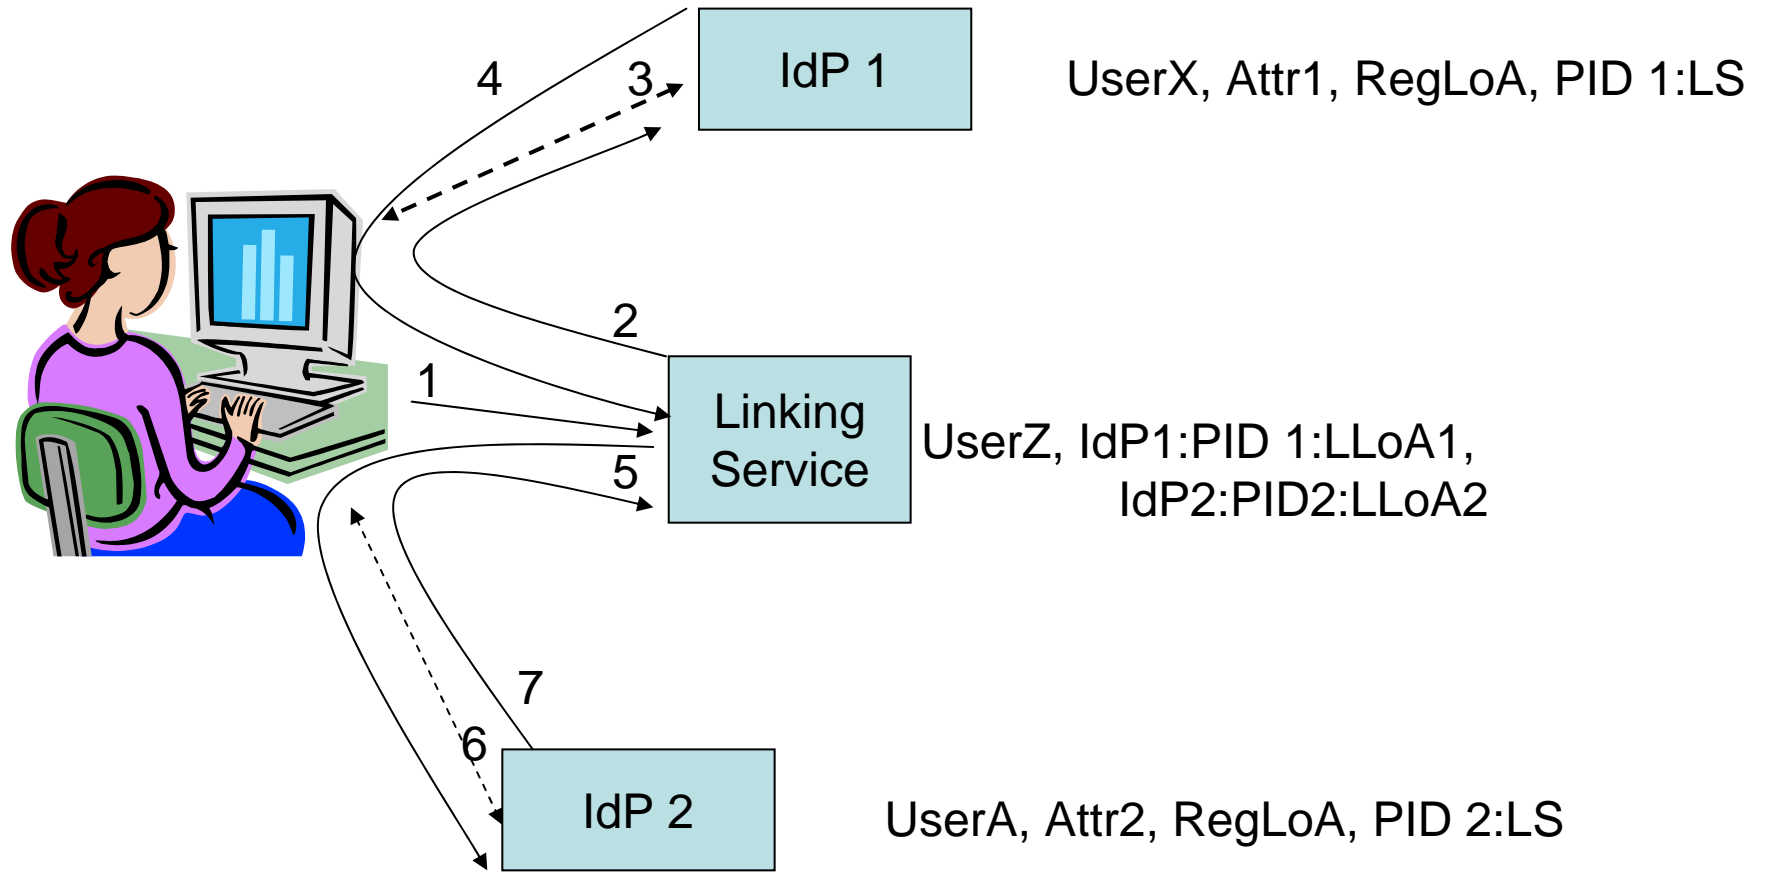 4
3
IdP 1
UserX, Attr1, RegLoA, PID 1:LS
2
1
Linking
Service
UserZ, IdP1:PID 1:LLoA1,
IdP2:PID2:LLoA2
5
7
6
IdP 2
UserA, Attr2, RegLoA, PID 2:LS